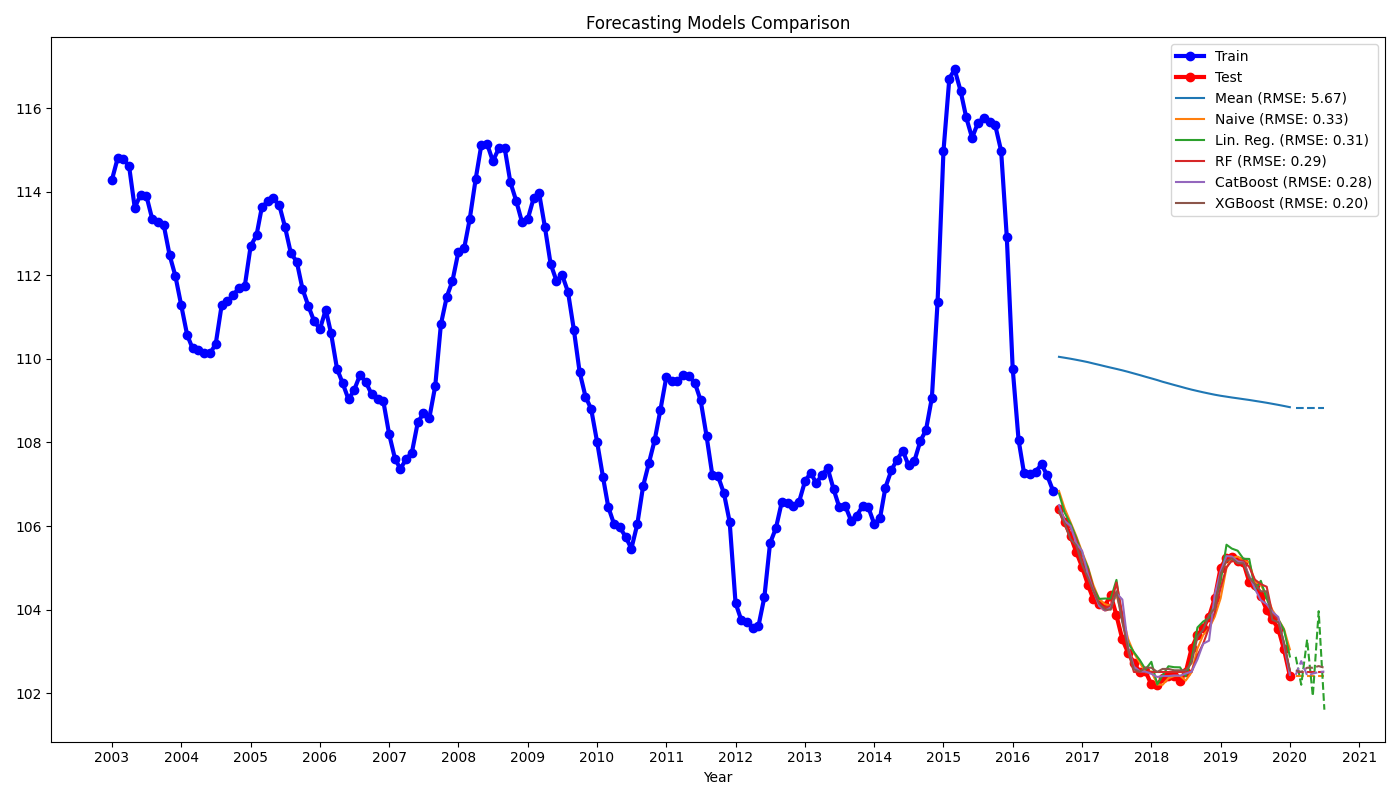 Forecasting Models Comparison
Train
Test
Mean (RMSE: 5.67)
Naive (RMSE: 0.33)
Lin. Reg. (RMSE: 0.31)
RF (RMSE: 0.29)
CatBoost (RMSE: 0.28)
XGBoost (RMSE: 0.20)
116
114
112
110
108
106
104
102
2003 2004 2005 2006 2007 2008 2009 2010 2011 2012 2013 2014 2015 2016 2017 2018 2019 2020 2021
Year